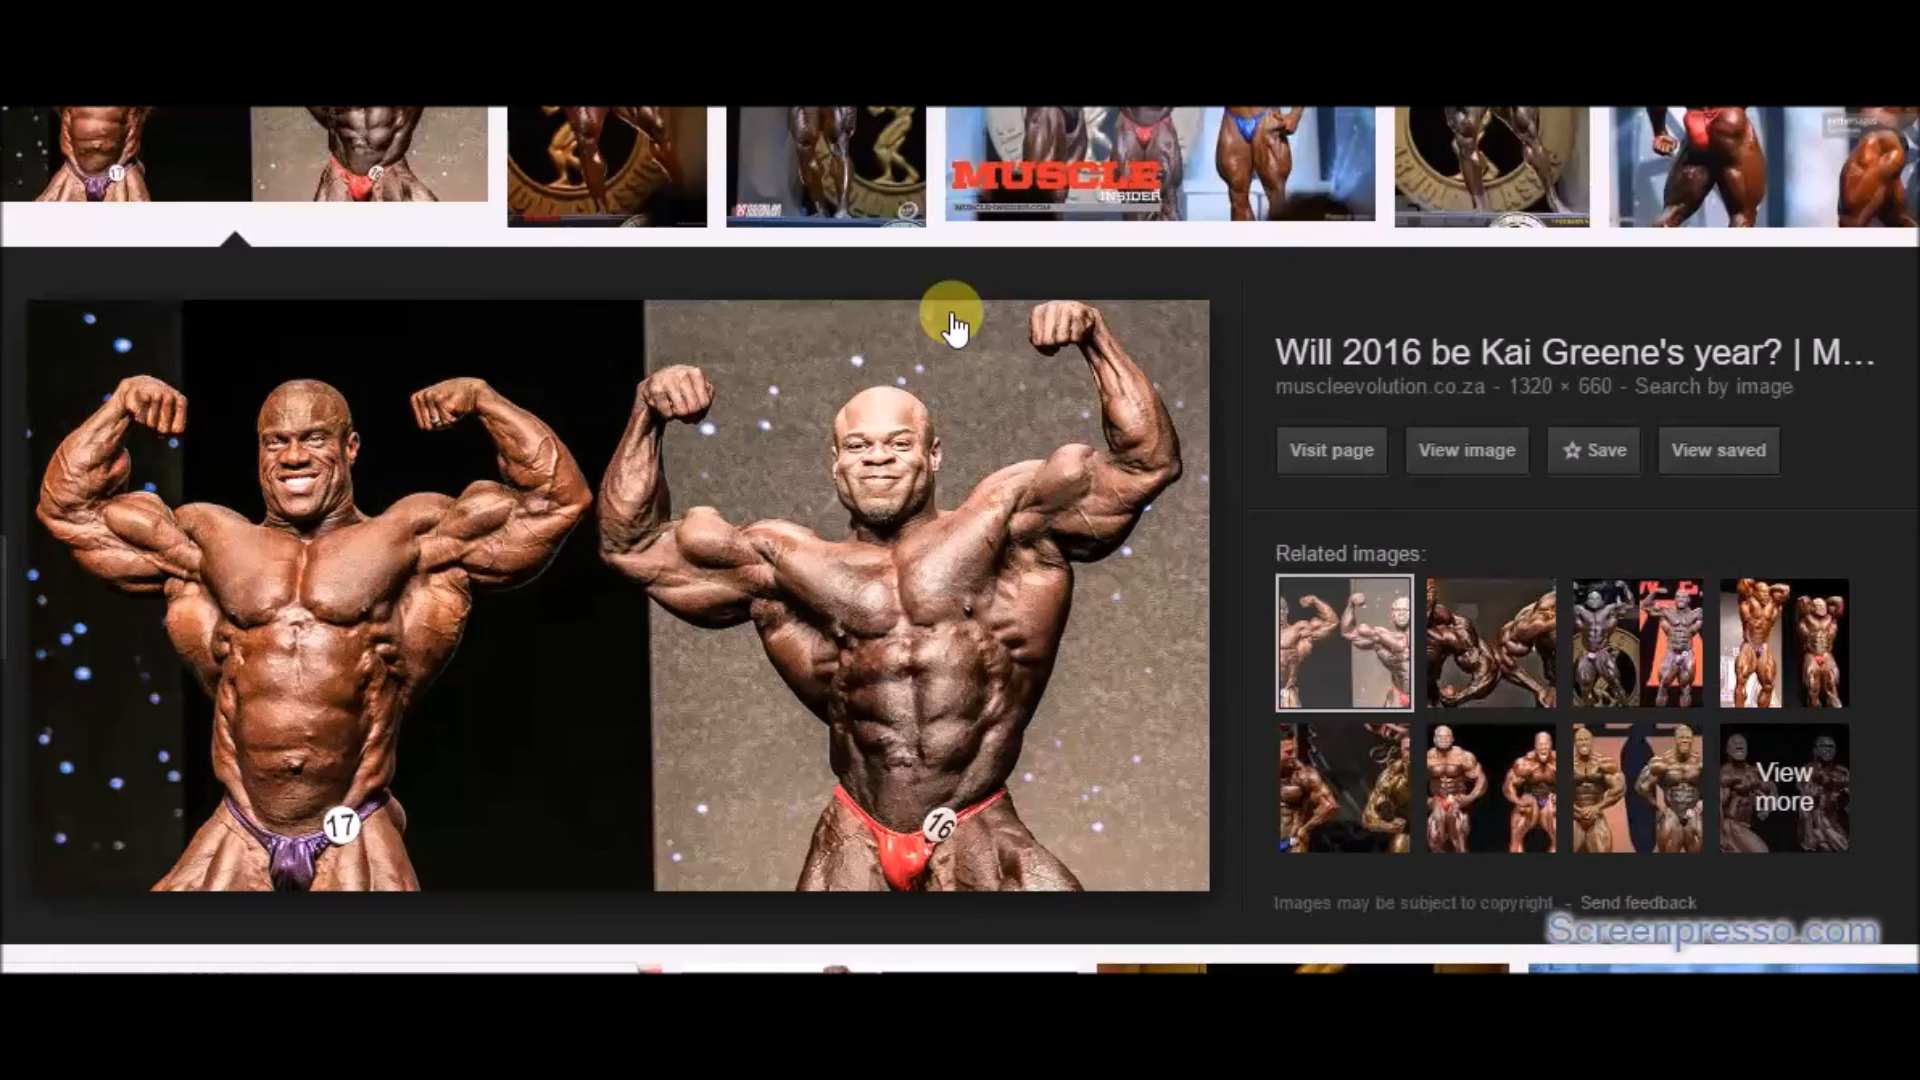 MUSCLE
INSIDER
17
16
Will 2016 be Kai Greene's year? | M...
muscleevolution.co.za - 1320 × 660 - Search by image
Visit page
View image
Save
View saved
Related images:
View
more
Images may be subject to copyright. - Send feedback
Screenpresso.com